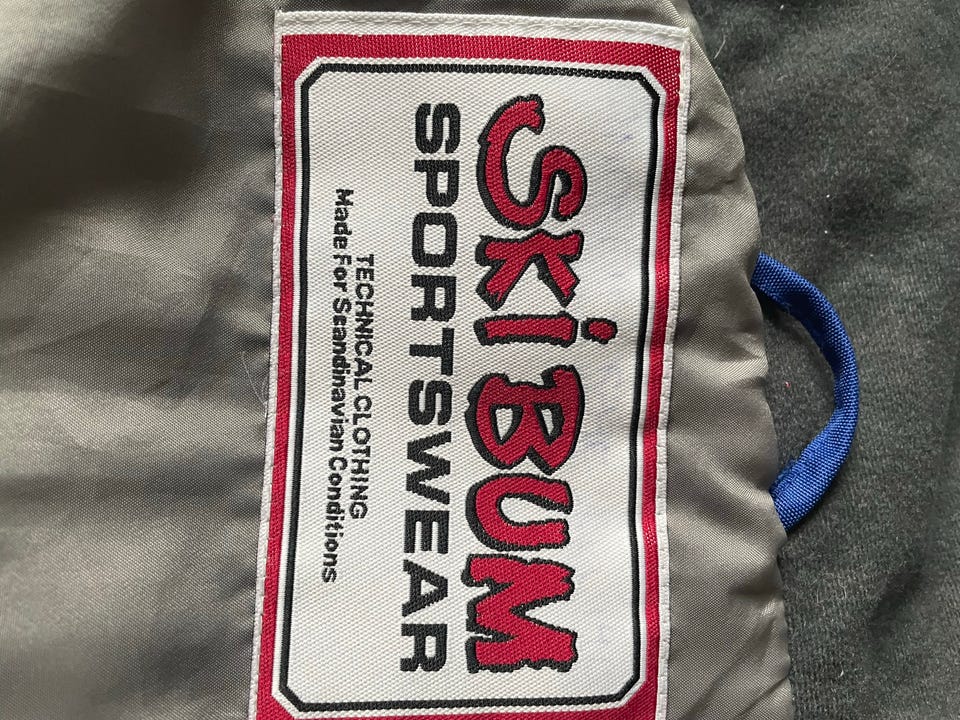 Ski BUM
SPORTSWEAR
TECHNICAL CLOTHING
Made For Scandinavian Conditions